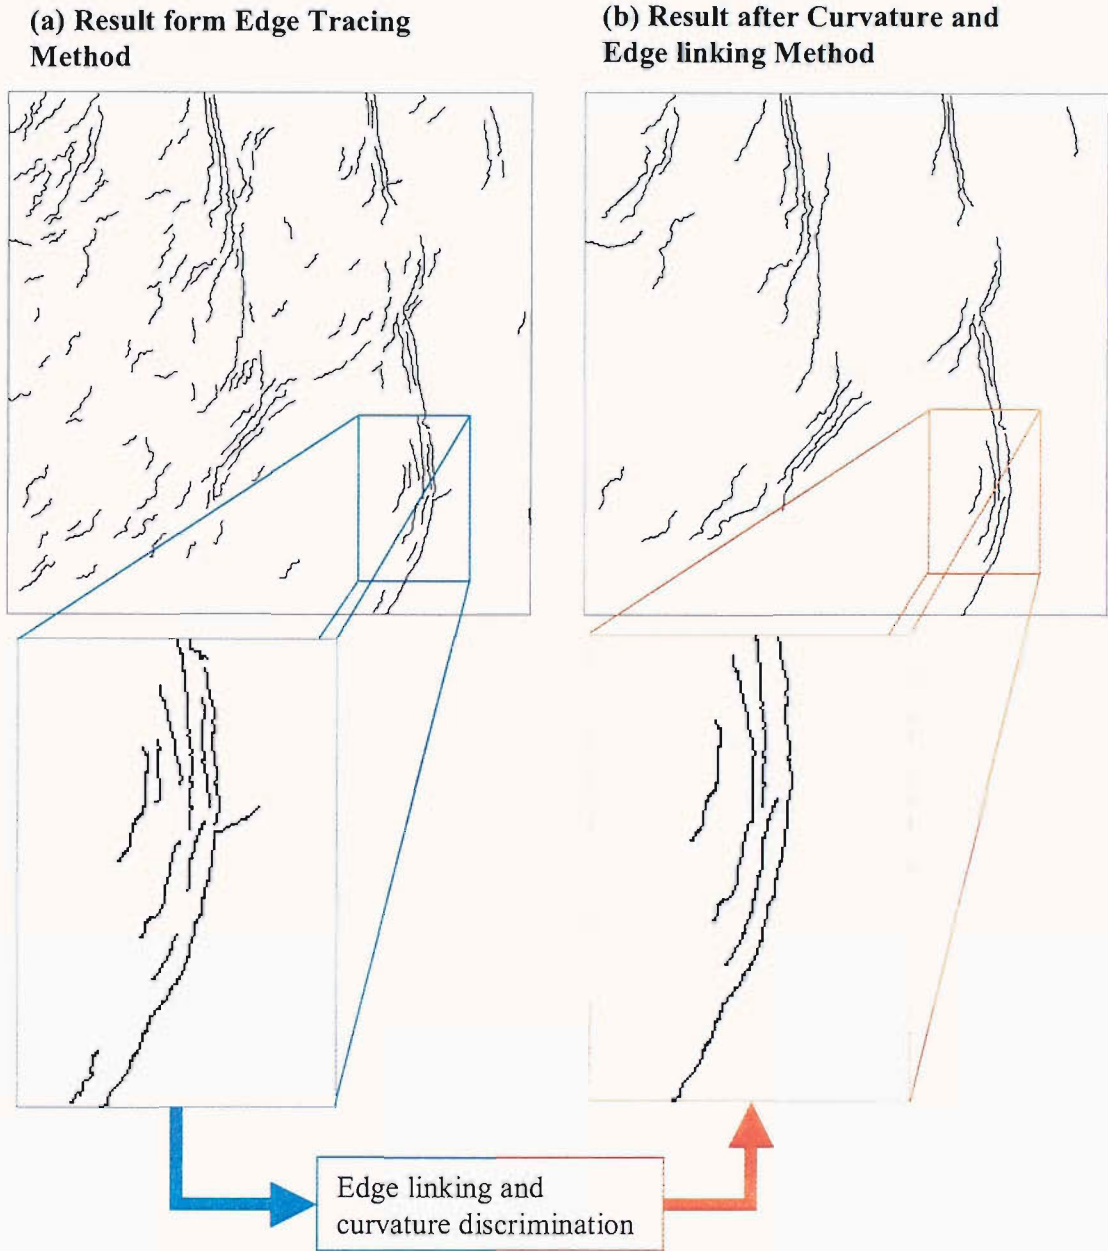 (a) Result form Edge Tracing
Method
(b) Result after Curvature and
Edge linking Method
Edge linking and
curvature discrimination